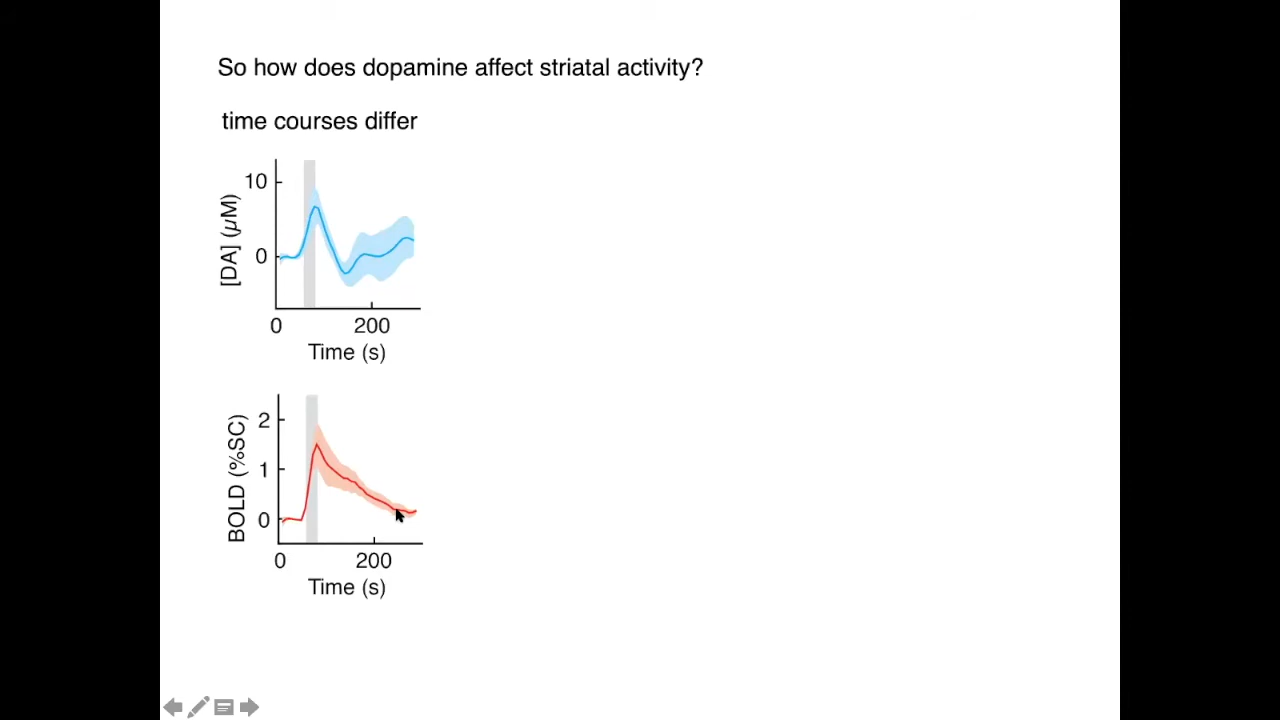 So how does dopamine affect striatal activity?
time courses differ
10
0
[DA] (µM)
0 200
Time (s)
2
1
0
BOLD (%SC)
0 200
Time (s)